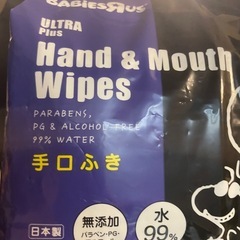 BABIESЯUS
ULTRA
Plus
Hand & Mouth
Wipes
PARABENS,
PG & ALCOHOL-FREE
99% WATER
手口ふき
日本製
無添加
パラベン・PG・
水
99%